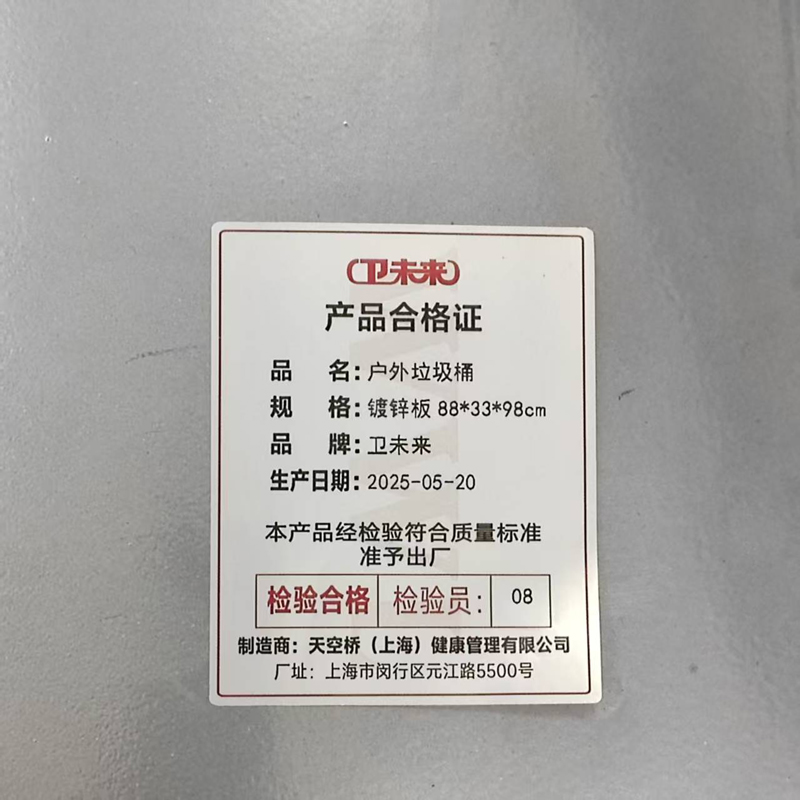 卫未来
产品合格证
品 名：户外垃圾桶
规 格：镀锌板 88*33*98cm
品 牌：卫未来
生产日期：2025-05-20
本产品经检验符合质量标准
准予出厂
检验合格 检验员： 08
制造商：天空桥（上海）健康管理有限公司
厂址：上海市闵行区元江路5500号